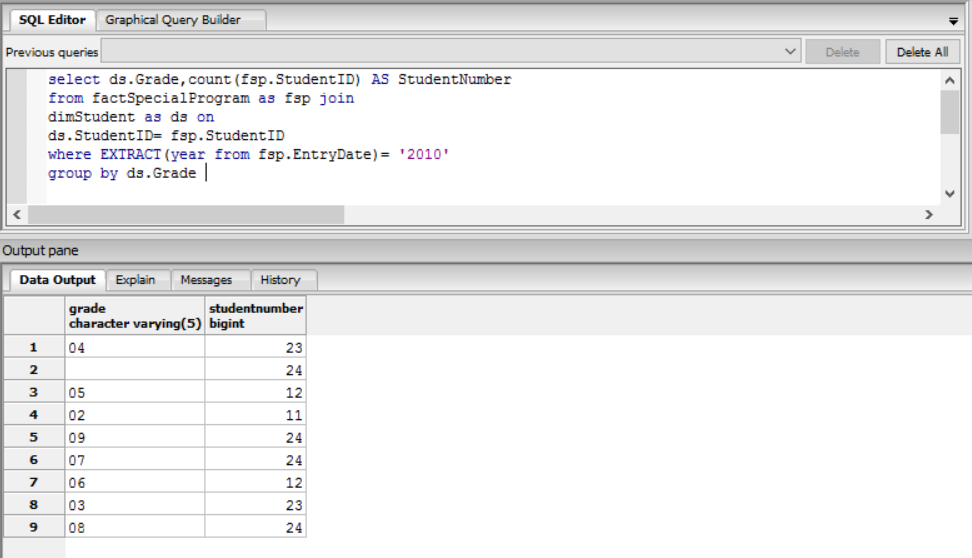 SQL Editor Graphical Query Builder
Previous queries Delete Delete All
select ds.Grade,count(fsp.StudentID) AS StudentNumber
from factSpecialProgram as fsp join
dimStudent as ds on
ds.StudentID= fsp.StudentID
where EXTRACT(year from fsp.EntryDate)= '2010'
group by ds.Grade
Output pane
Data Output Explain Messages History
grade studentnumber
character varying(5) bigint
1 04 23
2 24
3 05 12
4 02 11
5 09 24
6 07 24
7 06 12
8 03 23
9 08 24